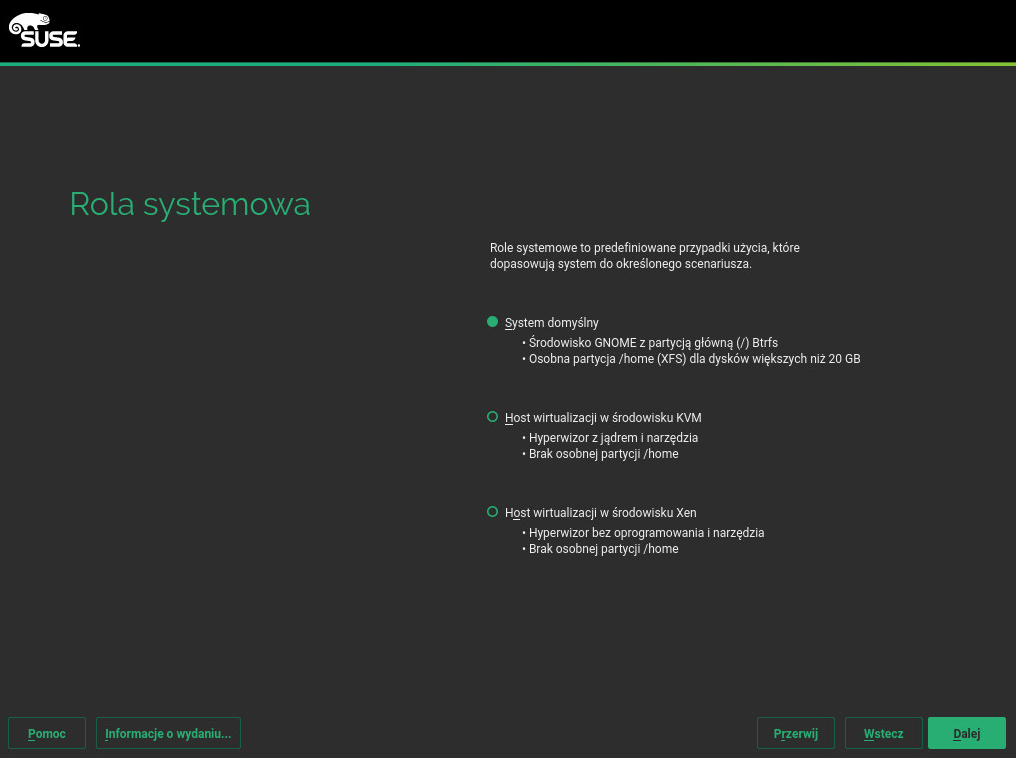 SUSE
Rola systemowa
Role systemowe to predefiniowane przypadki użycia, które
dopasowują system do określonego scenariusza.
System domyślny
• Środowisko GNOME z partycją główną (/) Btrfs
• Osobna partycja /home (XFS) dla dysków większych niż 20 GB
Host wirtualizacji w środowisku KVM
• Hyperwizor z jądrem i narzędzia
• Brak osobnej partycji /home
Host wirtualizacji w środowisku Xen
• Hyperwizor bez oprogramowania i narzędzia
• Brak osobnej partycji /home
Pomoc Informacje o wydaniu... Przerwij Wstecz Dalej